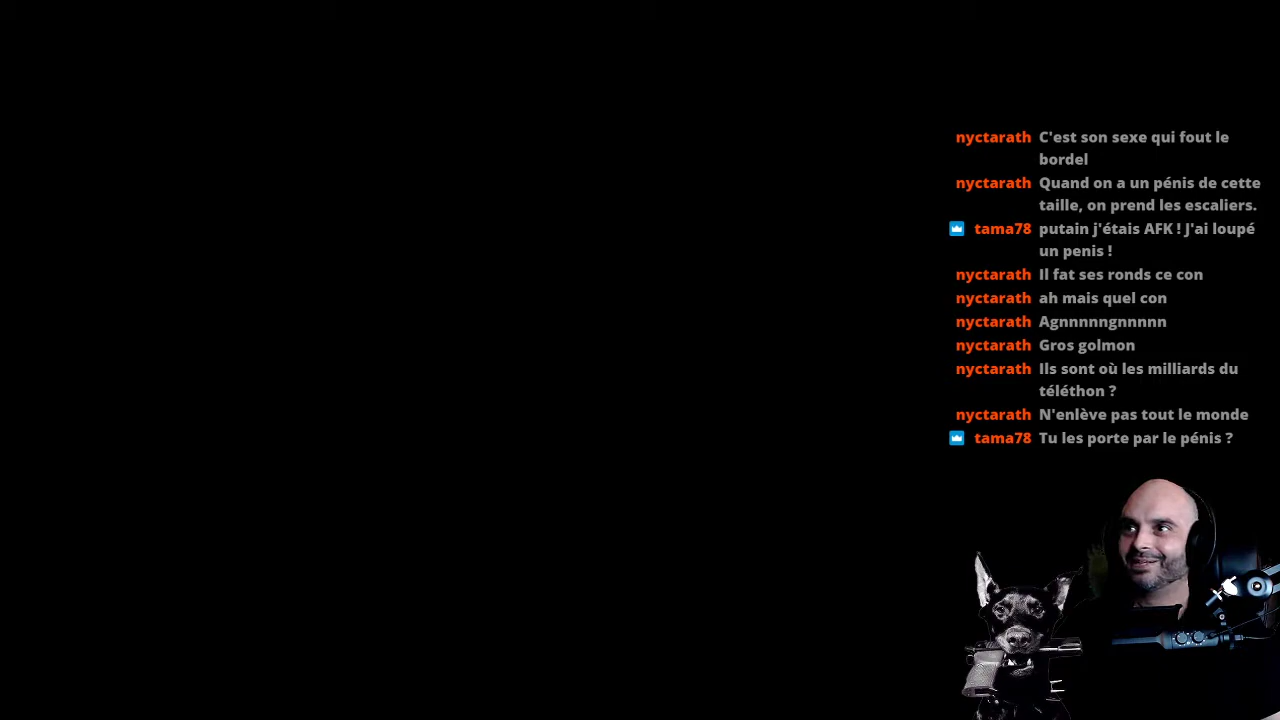 nyctarath C'est son sexe qui fout le
bordel
nyctarath Quand on a un pénis de cette
taille, on prend les escaliers.
tama78 putain j'étais AFK ! J'ai loupé
un penis !
nyctarath Il fat ses ronds ce con
nyctarath ah mais quel con
nyctarath Agnnnnngnnnnn
nyctarath Gros golmon
nyctarath Ils sont où les milliards du
téléthon ?
nyctarath N'enlève pas tout le monde
tama78 Tu les porte par le pénis ?